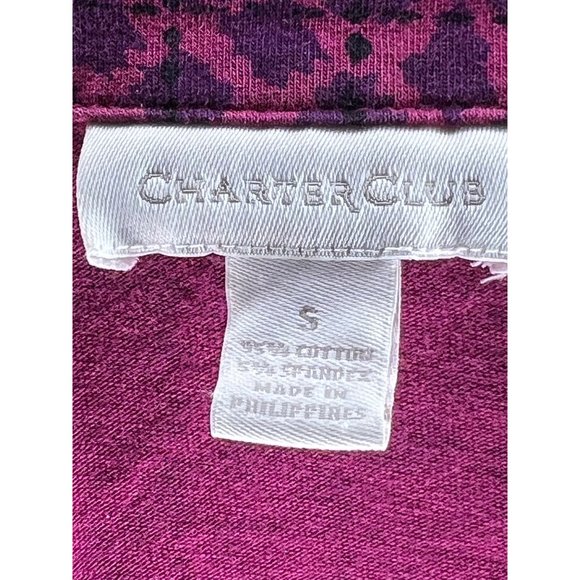 CHARTER CLUB
S
95% COTTON
5% SPANDEX
MADE IN
PHILIPPINES